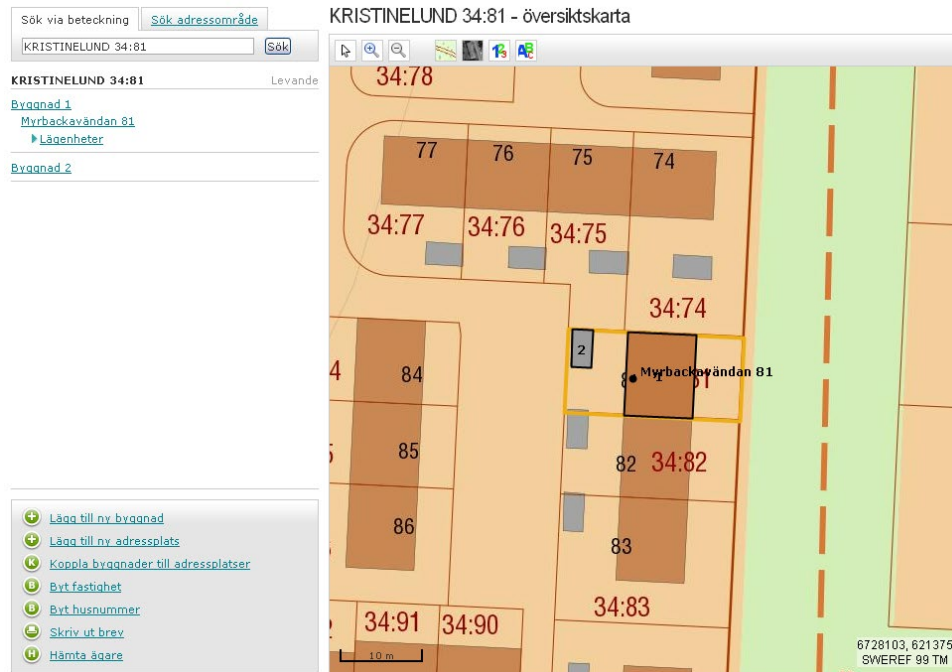 Sök via beteckning Sök adressområde
KRISTINELUND 34:81 Sök
KRISTINELUND 34:81 Levande
Byggnad 1
Myrbackavändan 81
Lägenheter
Byggnad 2
Lägg till ny byggnad
Lägg till ny adressplats
Koppla byggnader till adressplatser
Byt fastighet
Byt husnummer
Skriv ut brev
Hämta ägare
KRISTINELUND 34:81 - översiktskarta
34:78
77 76 75 74
34:77 34:76 34:75
34:74
2
Myrbackavändan 81
4 84
85
82 34:82
86
83
34:83
34:91 34:90
10 m
6728103, 621375
SWEREF 99 TM